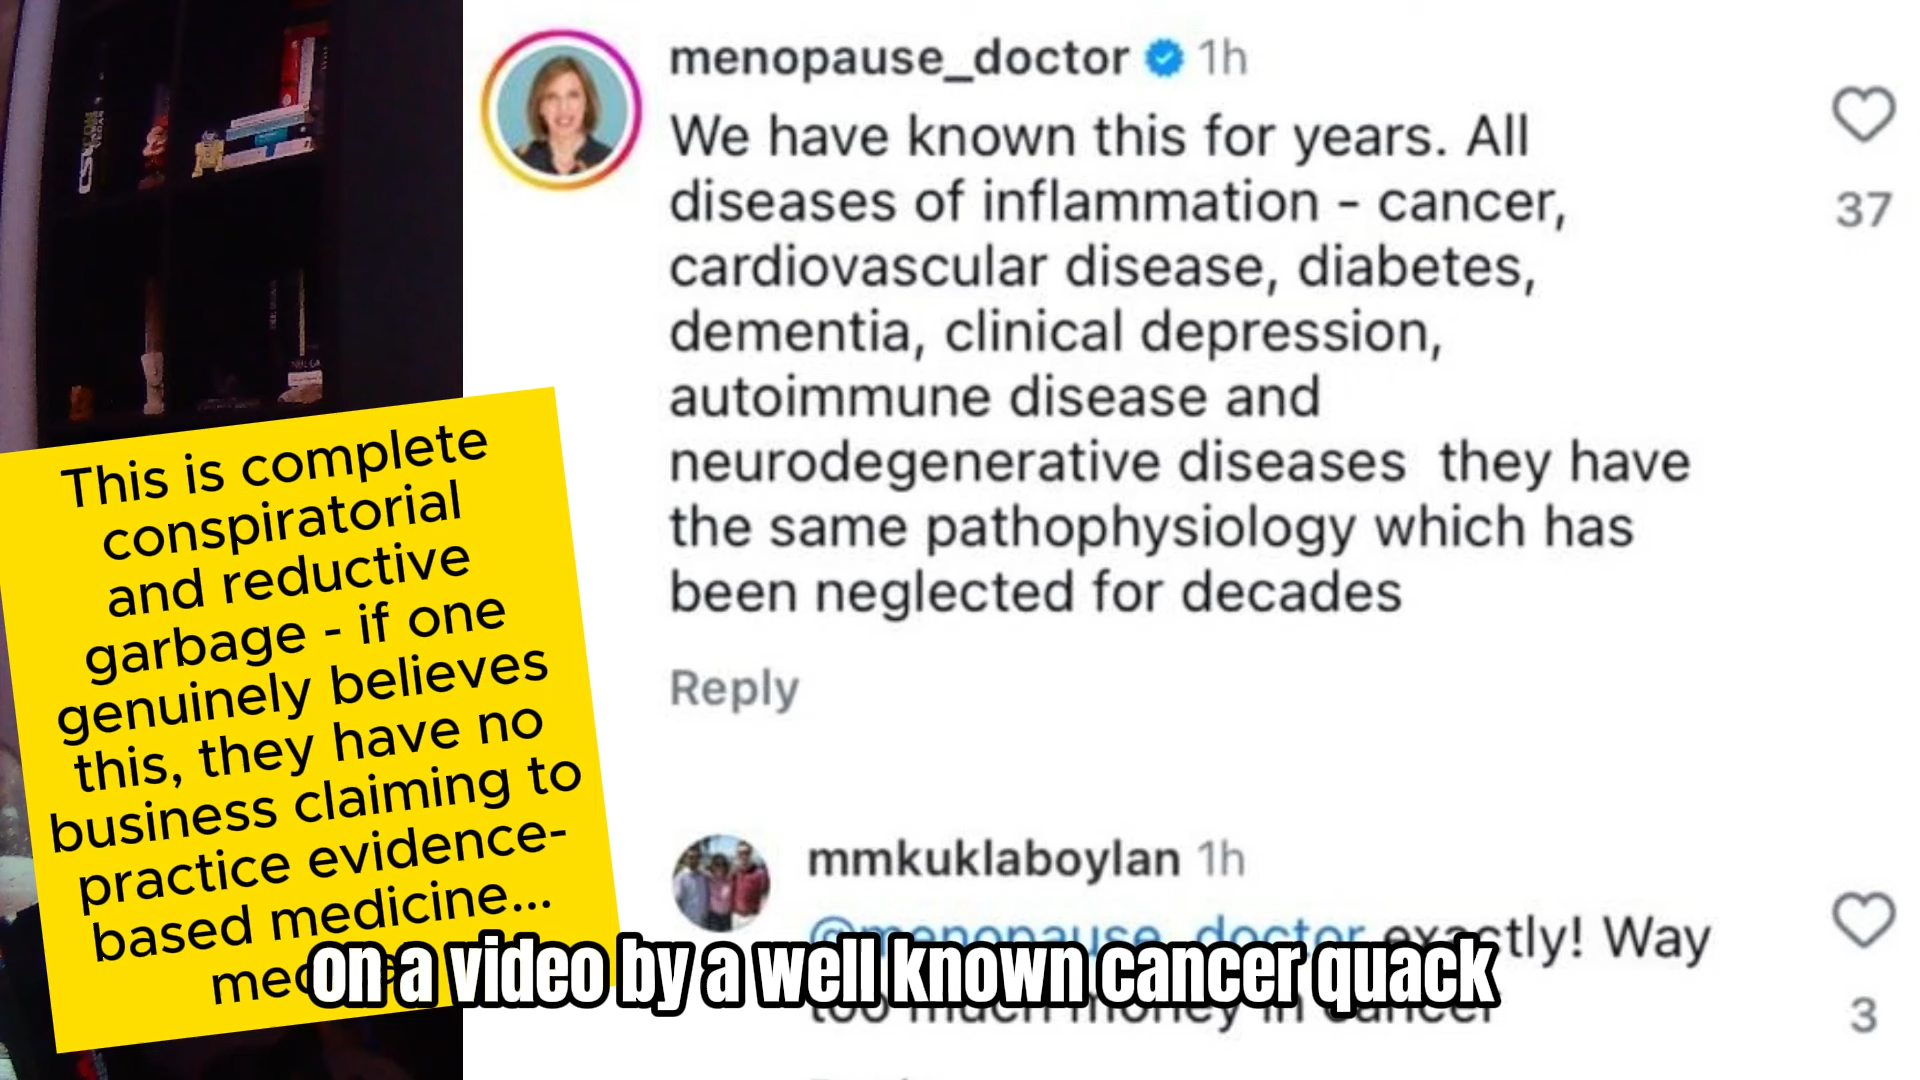 menopause_doctor 1h
We have known this for years. All
diseases of inflammation - cancer,
cardiovascular disease, diabetes,
dementia, clinical depression,
autoimmune disease and
neurodegenerative diseases they have
the same pathophysiology which has
been neglected for decades
37
Reply
This is complete
conspiratorial
and reductive
garbage - if one
genuinely believes
this, they have no
business claiming to
practice evidence-
based medicine...
mmkuklaboylan 1h
@menopause_doctor exactly! Way
too much money in cancer
3
on a video by a well known cancer quack